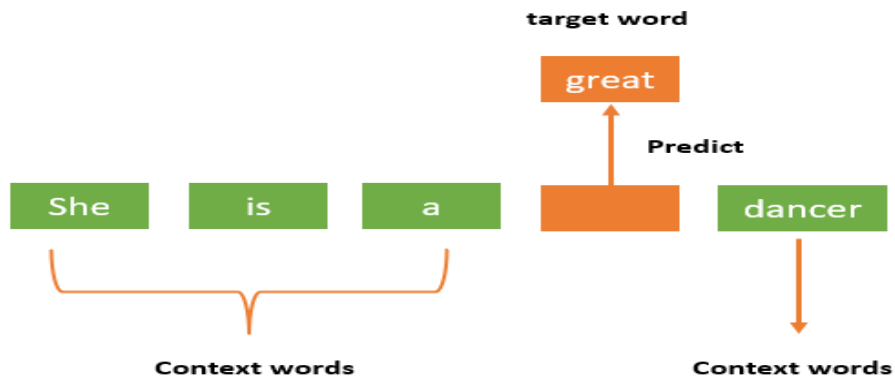 target word
great
Predict
She is a dancer
Context words Context words